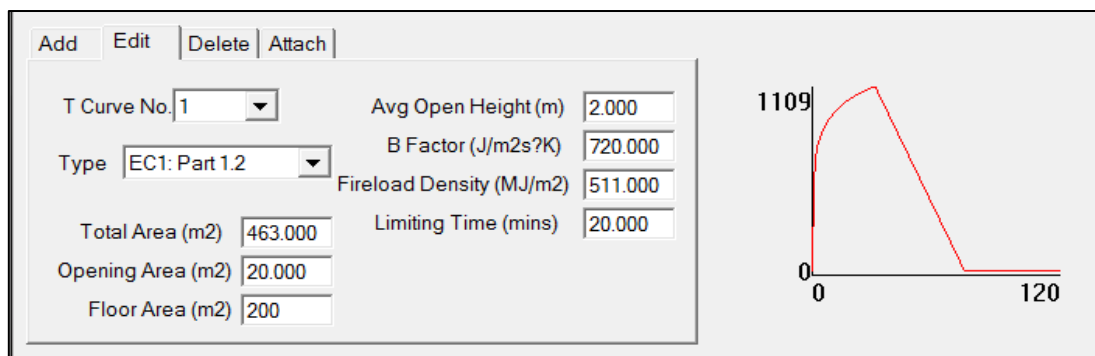 Add Edit Delete Attach
T Curve No. 1
Type EC1: Part 1.2
Total Area (m2) 463.000
Opening Area (m2) 20.000
Floor Area (m2) 200
Avg Open Height (m) 2.000
B Factor (J/m2s?K) 720.000
Fireload Density (MJ/m2) 511.000
Limiting Time (mins) 20.000
1109
0
0 120